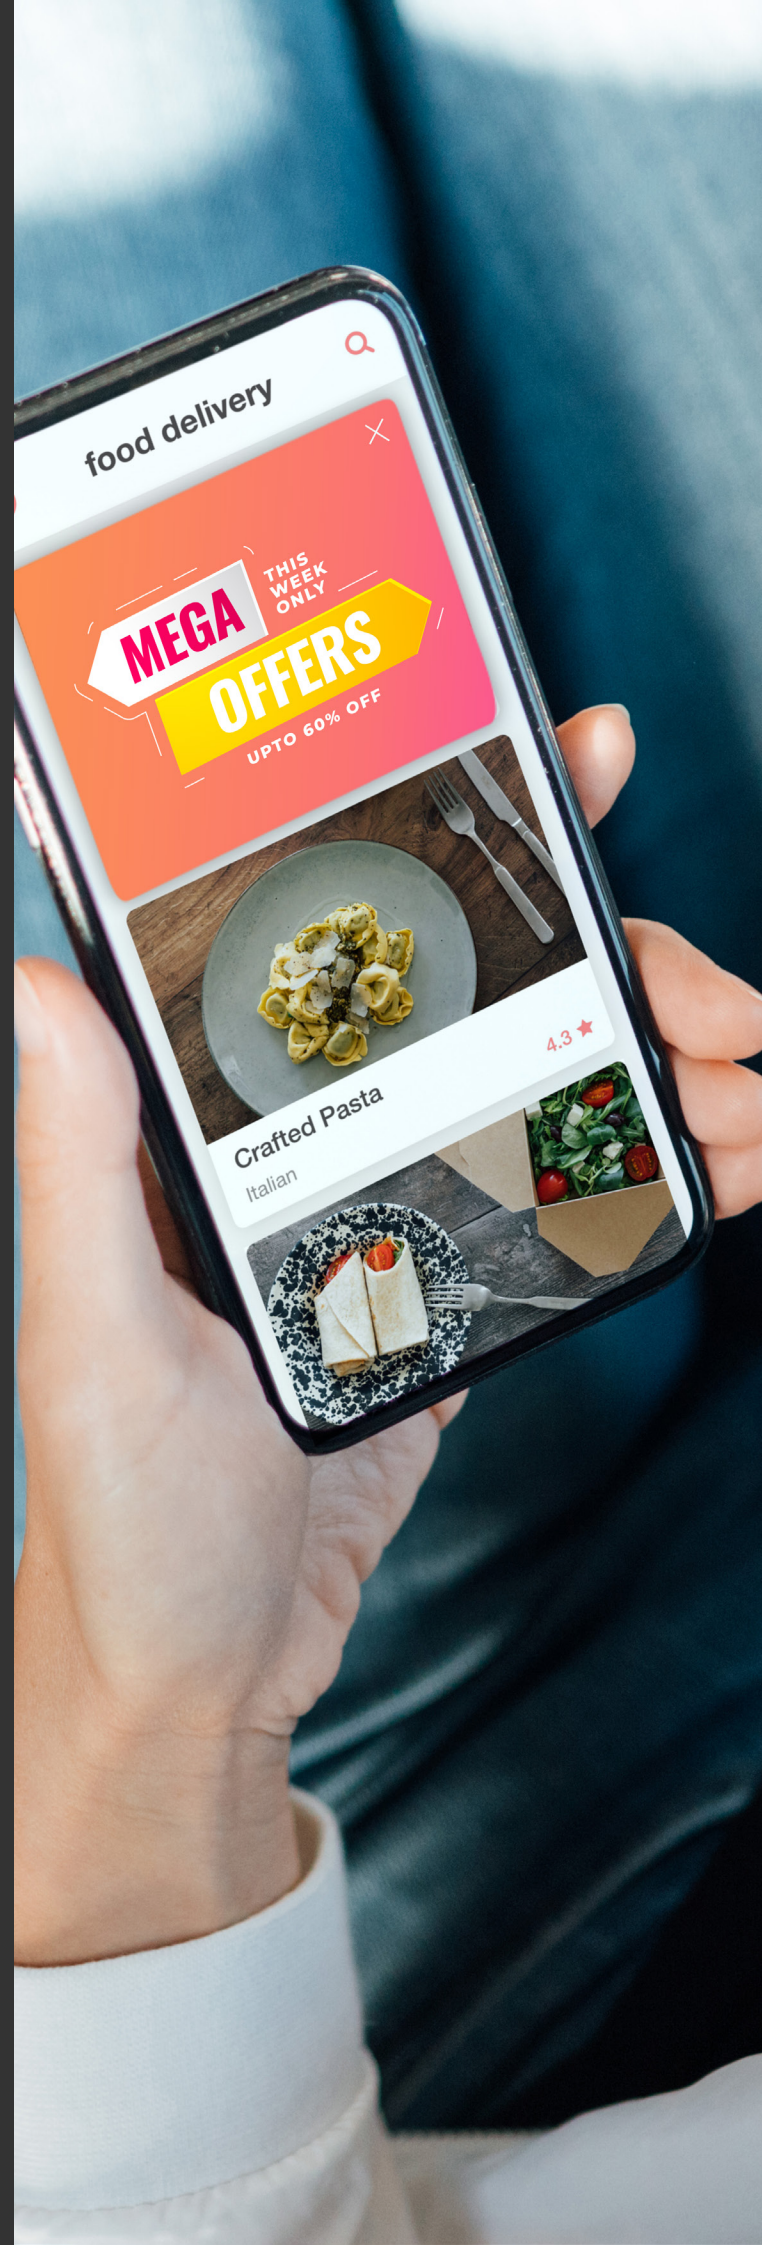 food delivery
MEGA
THIS
WEEK
ONLY
OFFERS
UPTO 60% OFF
4.3
Crafted Pasta
Italian